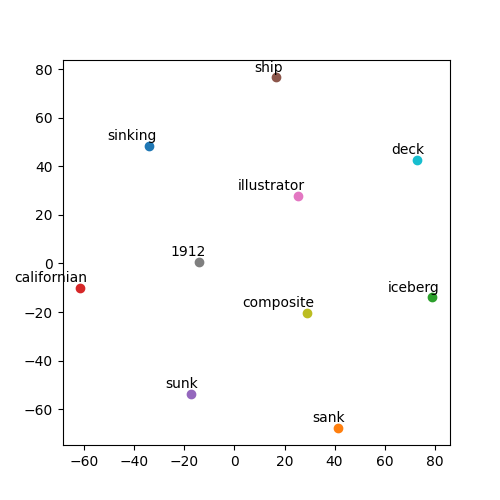 ship
sinking
deck
illustrator
1912
californian
iceberg
composite
sunk
sank
80
60
40
20
0
−20
−40
−60
−60 −40 −20 0 20 40 60 80